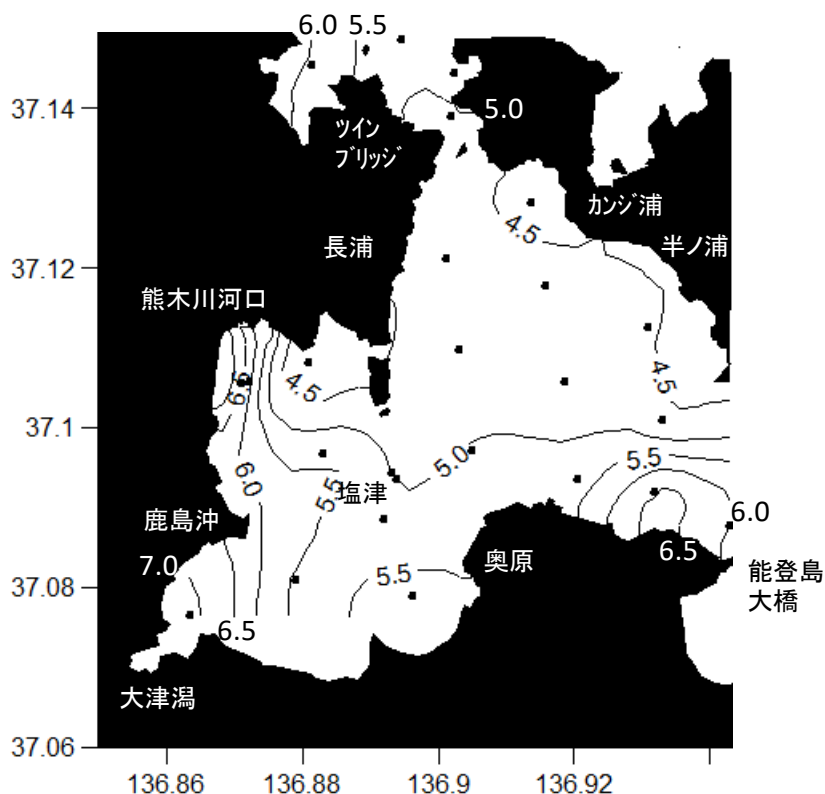 6.0 5.5
37.14
5.0
ツイン
ブリッジ
カンジ浦
4.5
長浦
半ノ浦
37.12
熊木川河口
4.5
4.5
6.5
37.1
5.0
5.5
6.0
5.5
塩津
6.0
鹿島沖
6.5
奥原
7.0
5.5
能登島
大橋
37.08
6.5
大津潟
37.06
136.86 136.88 136.9 136.92